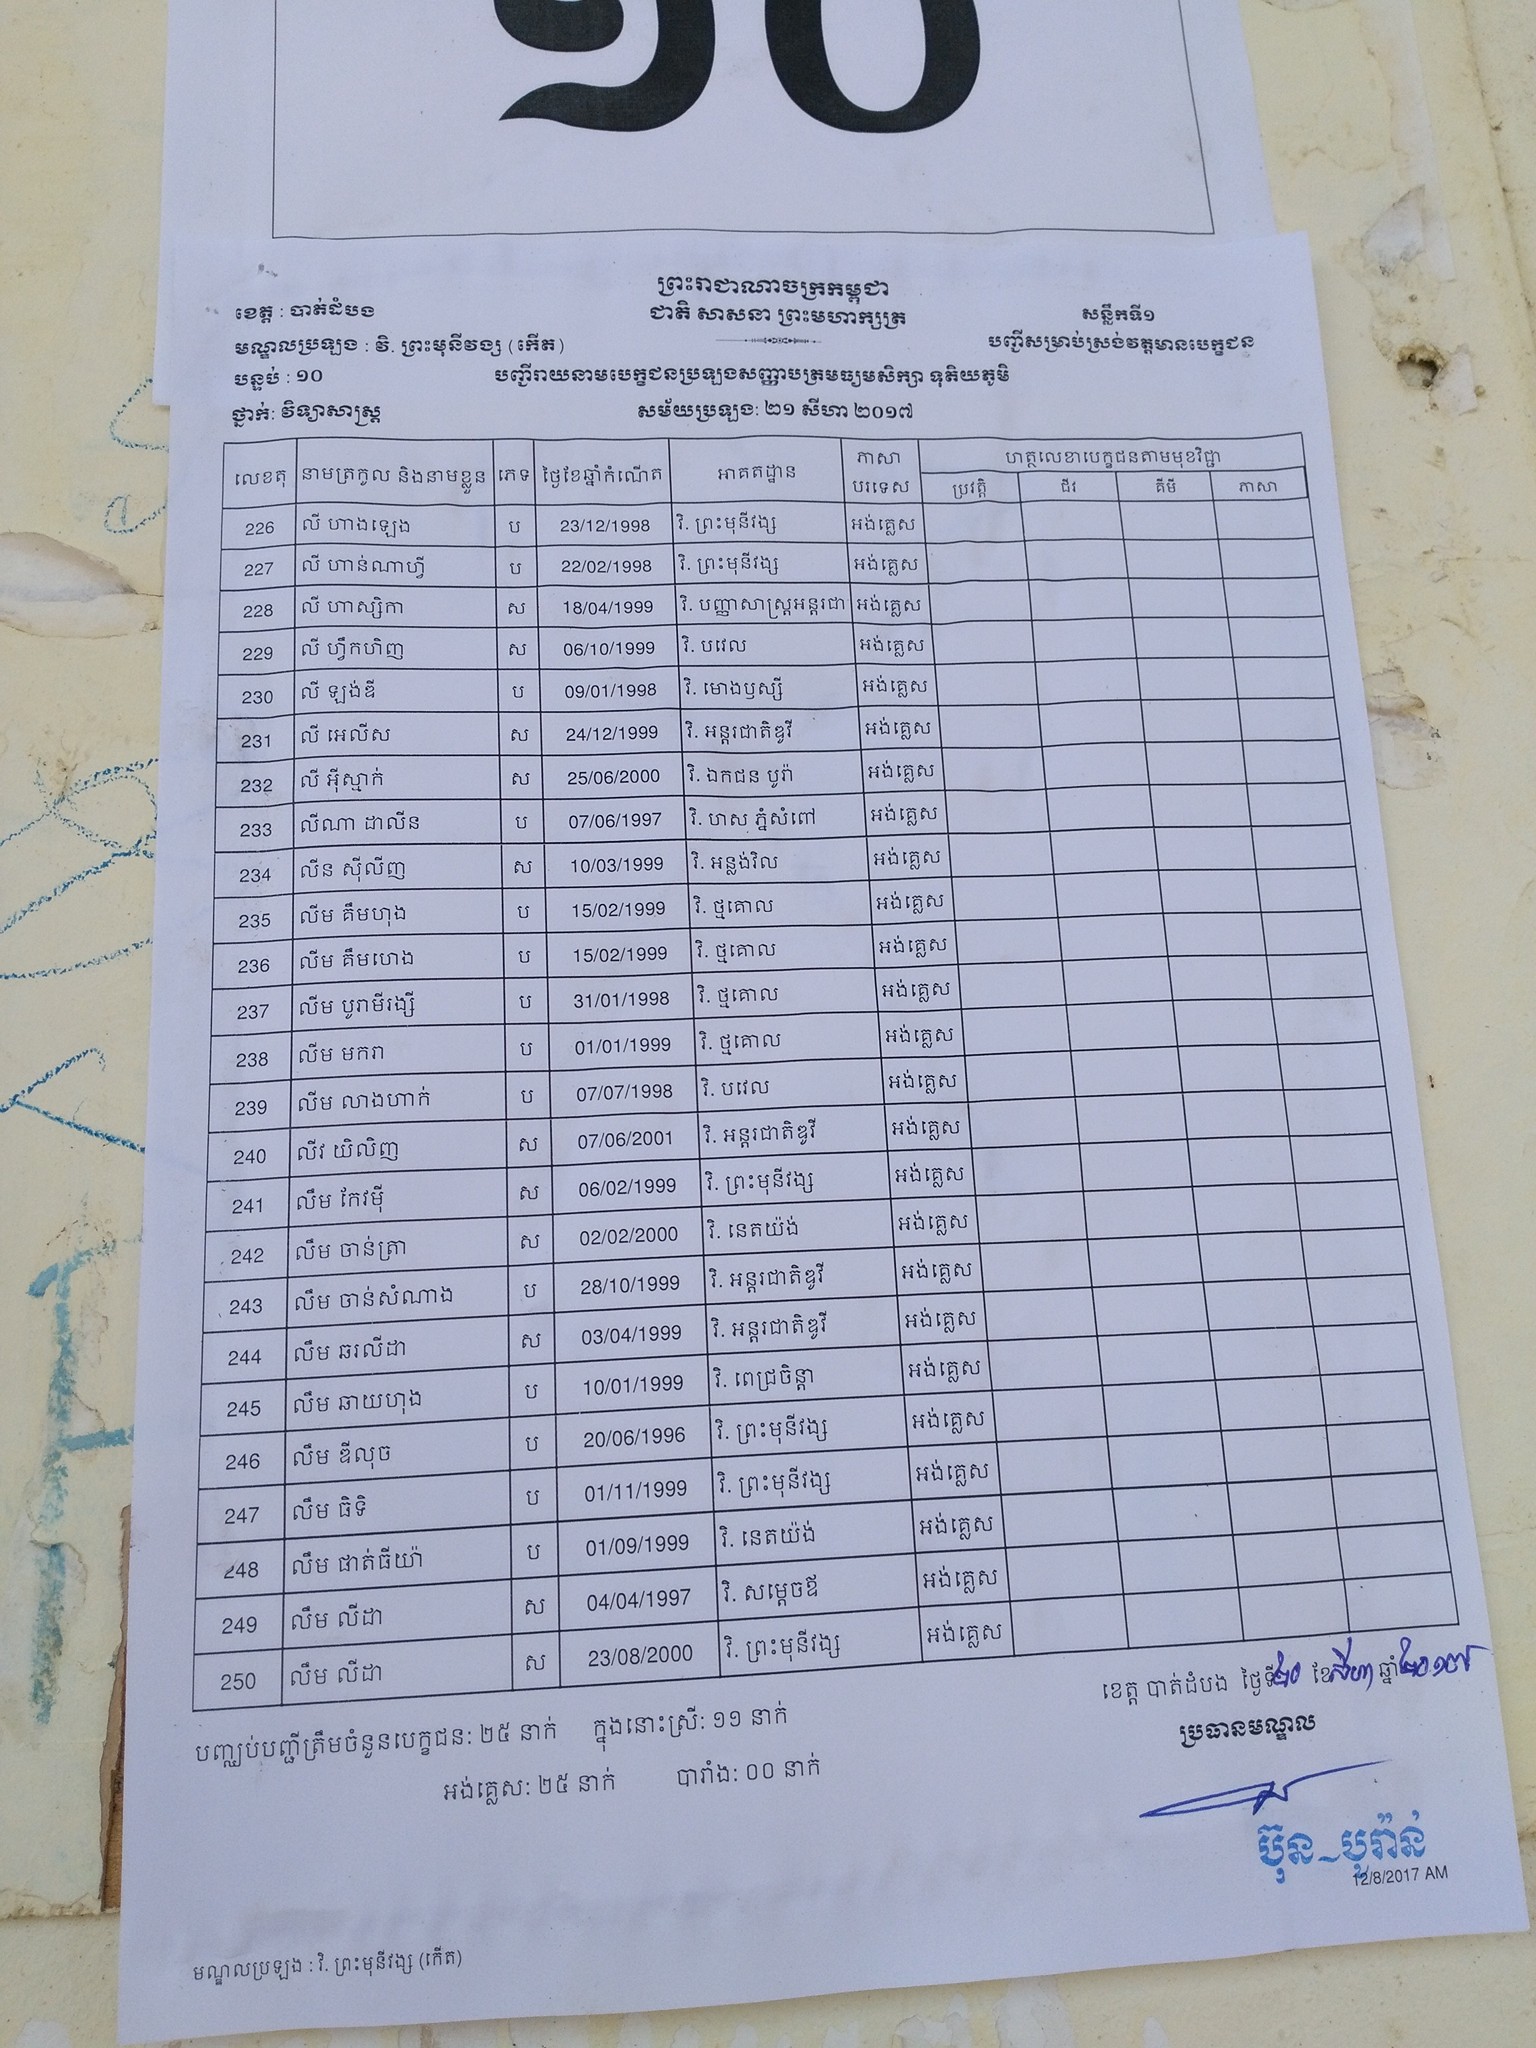 ១០
ព្រះរាជាណាចក្រកម្ពុជា
ជាតិ សាសនា ព្រះមហាក្សត្រ
ខេត្ត : បាត់ដំបង
សន្លឹកទី១
មណ្ឌលប្រឡង : វិ. ព្រះមុនីវង្ស (កើត)
បញ្ជីសម្រាប់ស្រង់វត្តមានបេក្ខជន
បន្ទប់ : ១០
បញ្ជីរាយនាមបេក្ខជនប្រឡងសញ្ញាបត្រមធ្យមសិក្សា ទុតិយភូមិ
ថ្នាក់: វិទ្យាសាស្ត្រ
សម័យប្រឡង: ២១ សីហា ២០១៧
លេខតុ នាមត្រកូល និងនាមខ្លួន ភេទ ថ្ងៃខែឆ្នាំកំណើត អាគតដ្ឋាន ភាសាបរទេស ហត្ថលេខាបេក្ខជនតាមមុខវិជ្ជា
ប្រវត្តិ ជីវ គីមី ភាសា
226 លី ហាងឡេង ប 23/12/1998 វិ. ព្រះមុនីវង្ស អង់គ្លេស
227 លី ហាន់ណាហ្វី ប 22/02/1998 វិ. ព្រះមុនីវង្ស អង់គ្លេស
228 លី ហាស្សិកា ស 18/04/1999 វិ. បញ្ញាសាស្ត្រអន្តរជា អង់គ្លេស
229 លី ហ្វឹកហិញ ស 06/10/1999 វិ. បវេល អង់គ្លេស
230 លី ឡុង់ឌី ប 09/01/1998 វិ. មោងឫស្សី អង់គ្លេស
231 លី អេលីស ស 24/12/1999 វិ. អន្តរជាតិឌូវី អង់គ្លេស
232 លី អ៊ីស្មាក់ ស 25/06/2000 វិ. ឯកជន បូរ៉ា អង់គ្លេស
233 លីណា ដាលីន ប 07/06/1997 វិ. ហស ភ្នំសំពៅ អង់គ្លេស
234 លីន ស៊ីលីញ ស 10/03/1999 វិ. អន្លង់វិល អង់គ្លេស
235 លីម គឹមហុង ប 15/02/1999 វិ. ថ្មគោល អង់គ្លេស
236 លីម គឹមហេង ប 15/02/1999 វិ. ថ្មគោល អង់គ្លេស
237 លីម បូរាមីរង្សី ប 31/01/1998 វិ. ថ្មគោល អង់គ្លេស
238 លីម មករា ប 01/01/1999 វិ. ថ្មគោល អង់គ្លេស
239 លីម លាងហាក់ ប 07/07/1998 វិ. បវេល អង់គ្លេស
240 លីវ យិលិញ ស 07/06/2001 វិ. អន្តរជាតិឌូវី អង់គ្លេស
241 លឹម កែវម៉ី ស 06/02/1999 វិ. ព្រះមុនីវង្ស អង់គ្លេស
242 លឹម ចាន់ត្រា ស 02/02/2000 វិ. នេតយ៉ង់ អង់គ្លេស
243 លឹម ចាន់សំណាង ប 28/10/1999 វិ. អន្តរជាតិឌូវី អង់គ្លេស
244 លឹម ឆរលីដា ស 03/04/1999 វិ. អន្តរជាតិឌូវី អង់គ្លេស
245 លឹម ឆាយហុង ប 10/01/1999 វិ. ពេជ្រចិន្តា អង់គ្លេស
246 លឹម ឌីលុច ប 20/06/1996 វិ. ព្រះមុនីវង្ស អង់គ្លេស
247 លឹម ធិទិ ប 01/11/1999 វិ. ព្រះមុនីវង្ស អង់គ្លេស
248 លឹម ផាត់ធីយ៉ា ប 01/09/1999 វិ. នេតយ៉ង់ អង់គ្លេស
249 លឹម លីដា ស 04/04/1997 វិ. សម្តេចឪ អង់គ្លេស
250 លឹម លីដា ស 23/08/2000 វិ. ព្រះមុនីវង្ស អង់គ្លេស
ខេត្ត បាត់ដំបង ថ្ងៃទី២០ ខែសីហា ឆ្នាំ២០១៧
បញ្ឈប់បញ្ជីត្រឹមចំនួនបេក្ខជន: ២៥ នាក់ ក្នុងនោះស្រី: ១១ នាក់
ប្រធានមណ្ឌល
អង់គ្លេស: ២៥ នាក់ បារាំង: ០០ នាក់
ប៊ុន_បូរ៉ាន់
12/8/2017 AM
មណ្ឌលប្រឡង : វិ. ព្រះមុនីវង្ស (កើត)